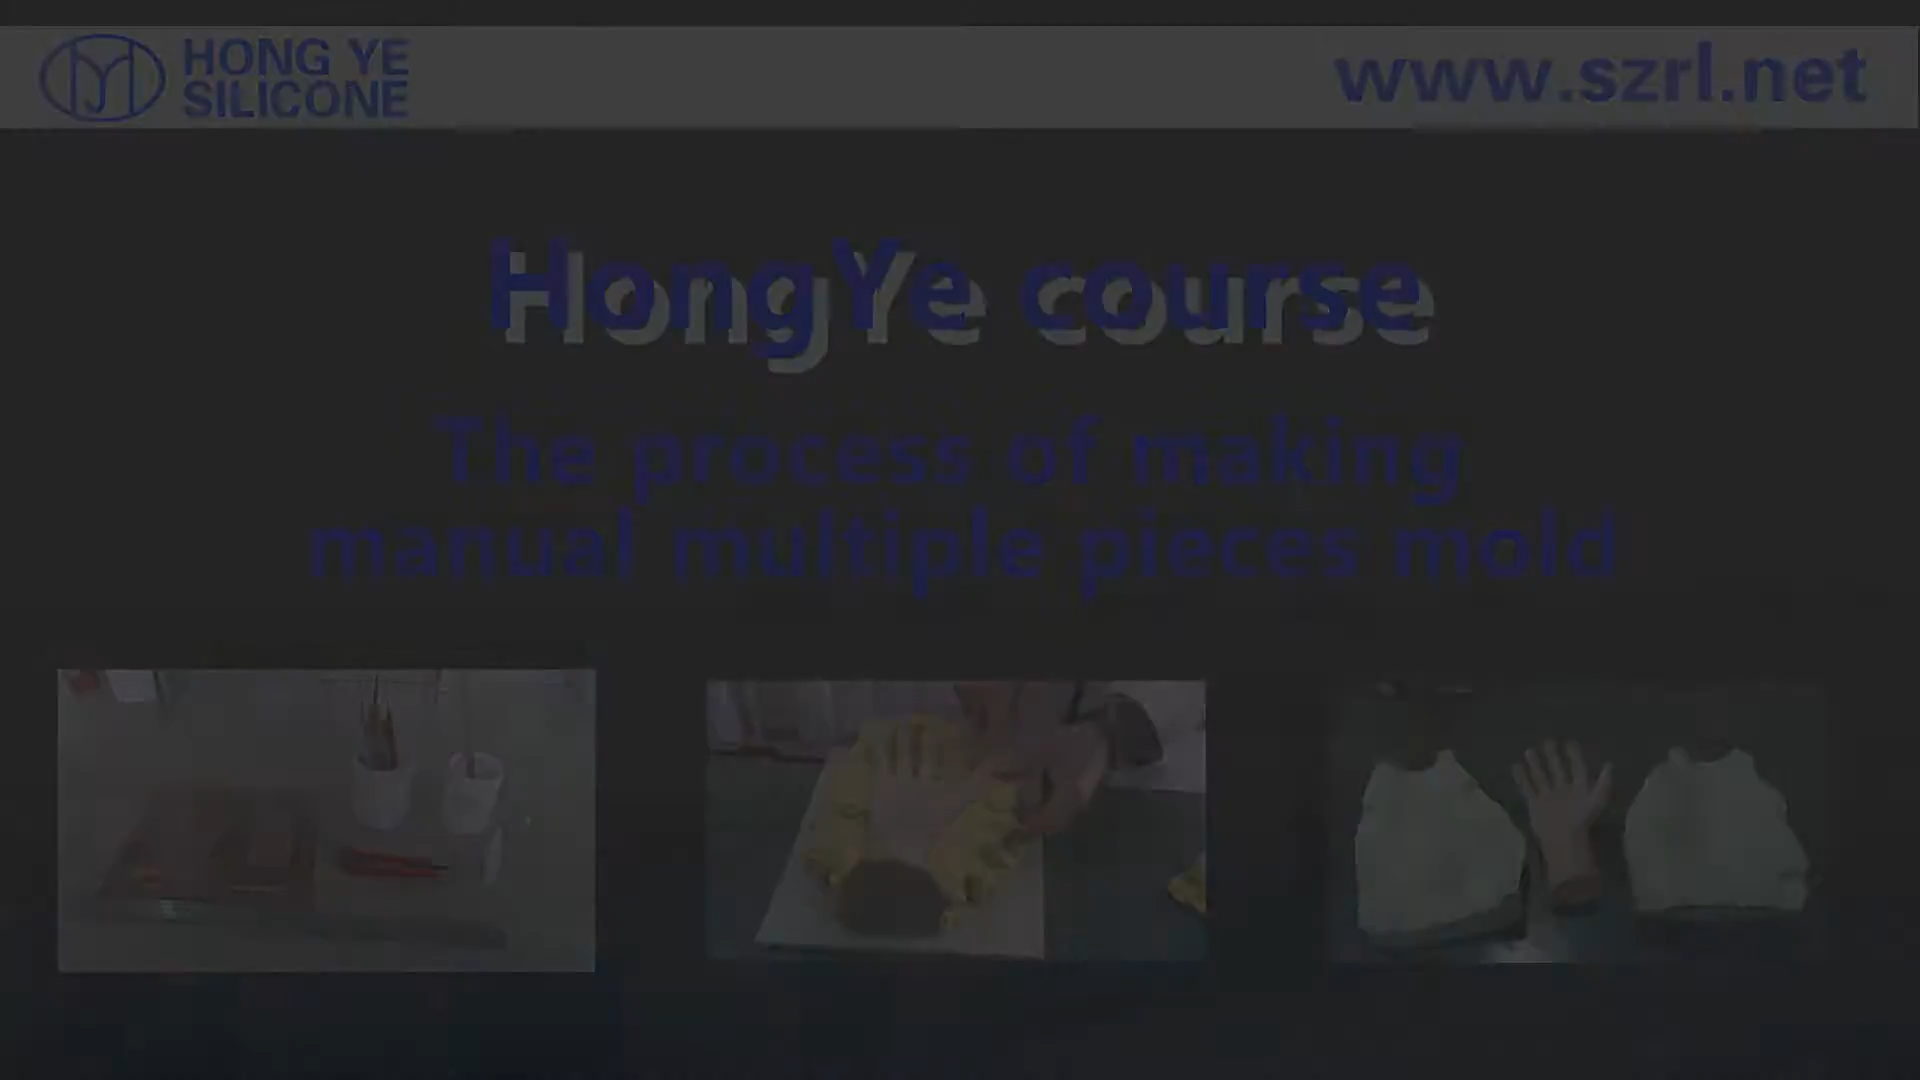 HONG YE
SILICONE
www.szrl.net
HongYe course
The process of making
manual multiple pieces mold